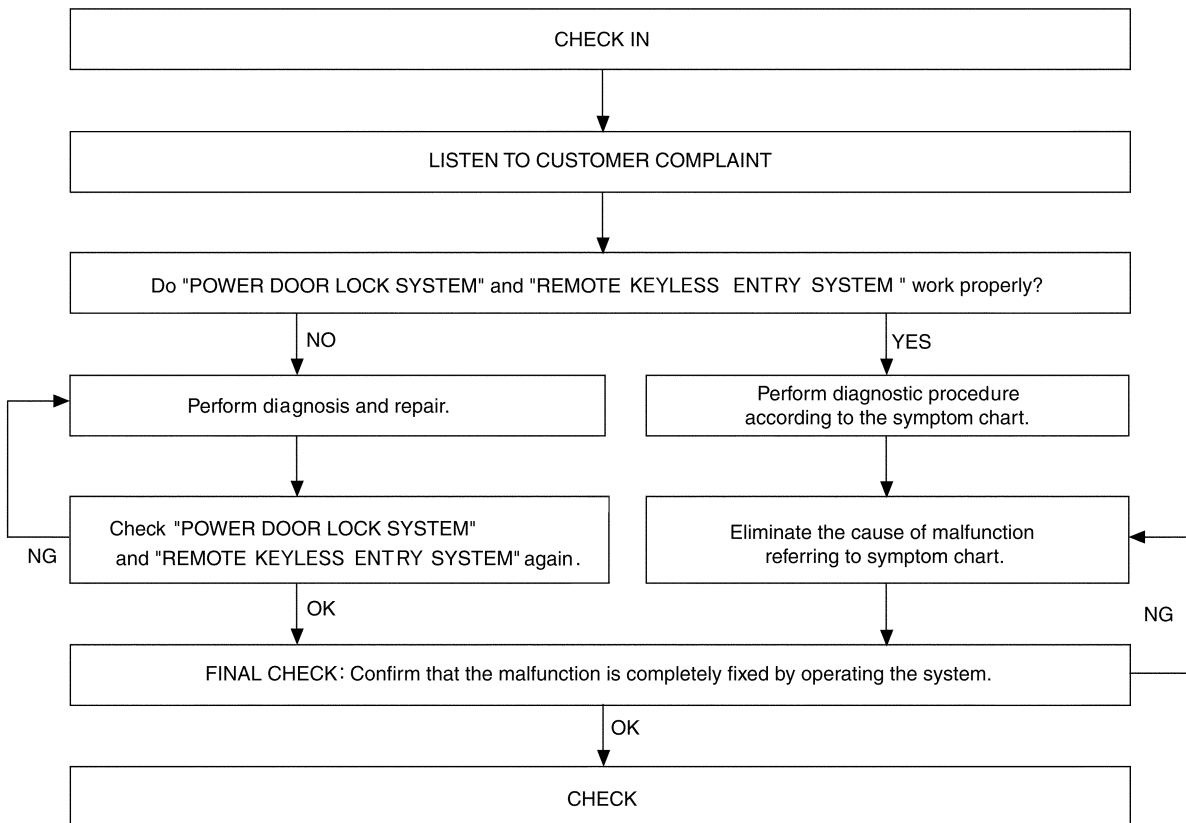 CHECK IN
LISTEN TO CUSTOMER COMPLAINT
Do "POWER DOOR LOCK SYSTEM" and "REMOTE KEYLESS ENTRY SYSTEM " work properly?
NO
YES
Perform diagnosis and repair.
Perform diagnostic procedure
according to the symptom chart.
Check "POWER DOOR LOCK SYSTEM"
and "REMOTE KEYLESS ENTRY SYSTEM" again.
NG
Eliminate the cause of malfunction
referring to symptom chart.
OK
NG
FINAL CHECK: Confirm that the malfunction is completely fixed by operating the system.
OK
CHECK